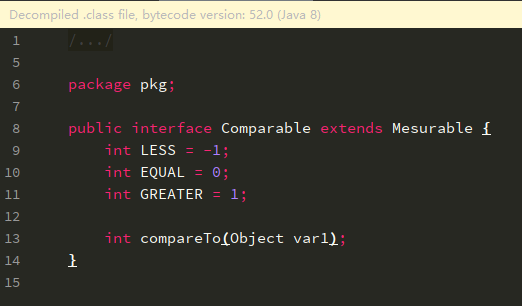 Decompiled .class file, bytecode version: 52.0 (Java 8)
1 /.../
5
6 package pkg;
7
8 public interface Comparable extends Mesurable {
9 int LESS = -1;
10 int EQUAL = 0;
11 int GREATER = 1;
12
13 int compareTo(Object var1);
14 }
15